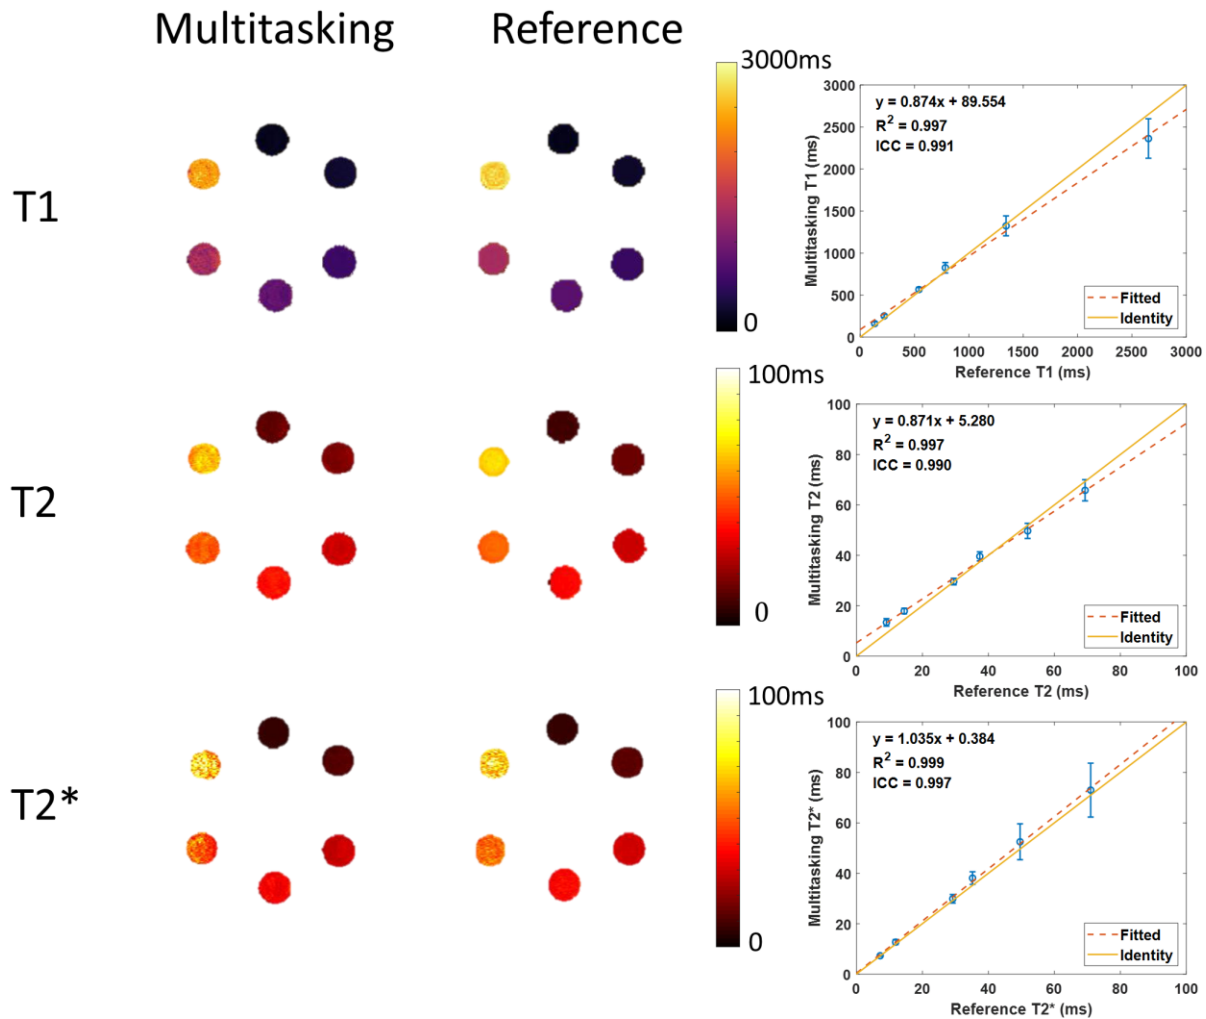 Multitasking Reference
T1
3000ms
0
y = 0.874x + 89.554
R² = 0.997
ICC = 0.991
Fitted
Identity
3000
2500
2000
1500
1000
500
0
0 500 1000 1500 2000 2500 3000
Multitasking T1 (ms)
Reference T1 (ms)
T2
100ms
0
y = 0.871x + 5.280
R² = 0.997
ICC = 0.990
Fitted
Identity
100
80
60
40
20
0
0 20 40 60 80 100
Multitasking T2 (ms)
Reference T2 (ms)
T2*
100ms
0
y = 1.035x + 0.384
R² = 0.999
ICC = 0.997
Fitted
Identity
100
80
60
40
20
0
0 20 40 60 80 100
Multitasking T2* (ms)
Reference T2* (ms)